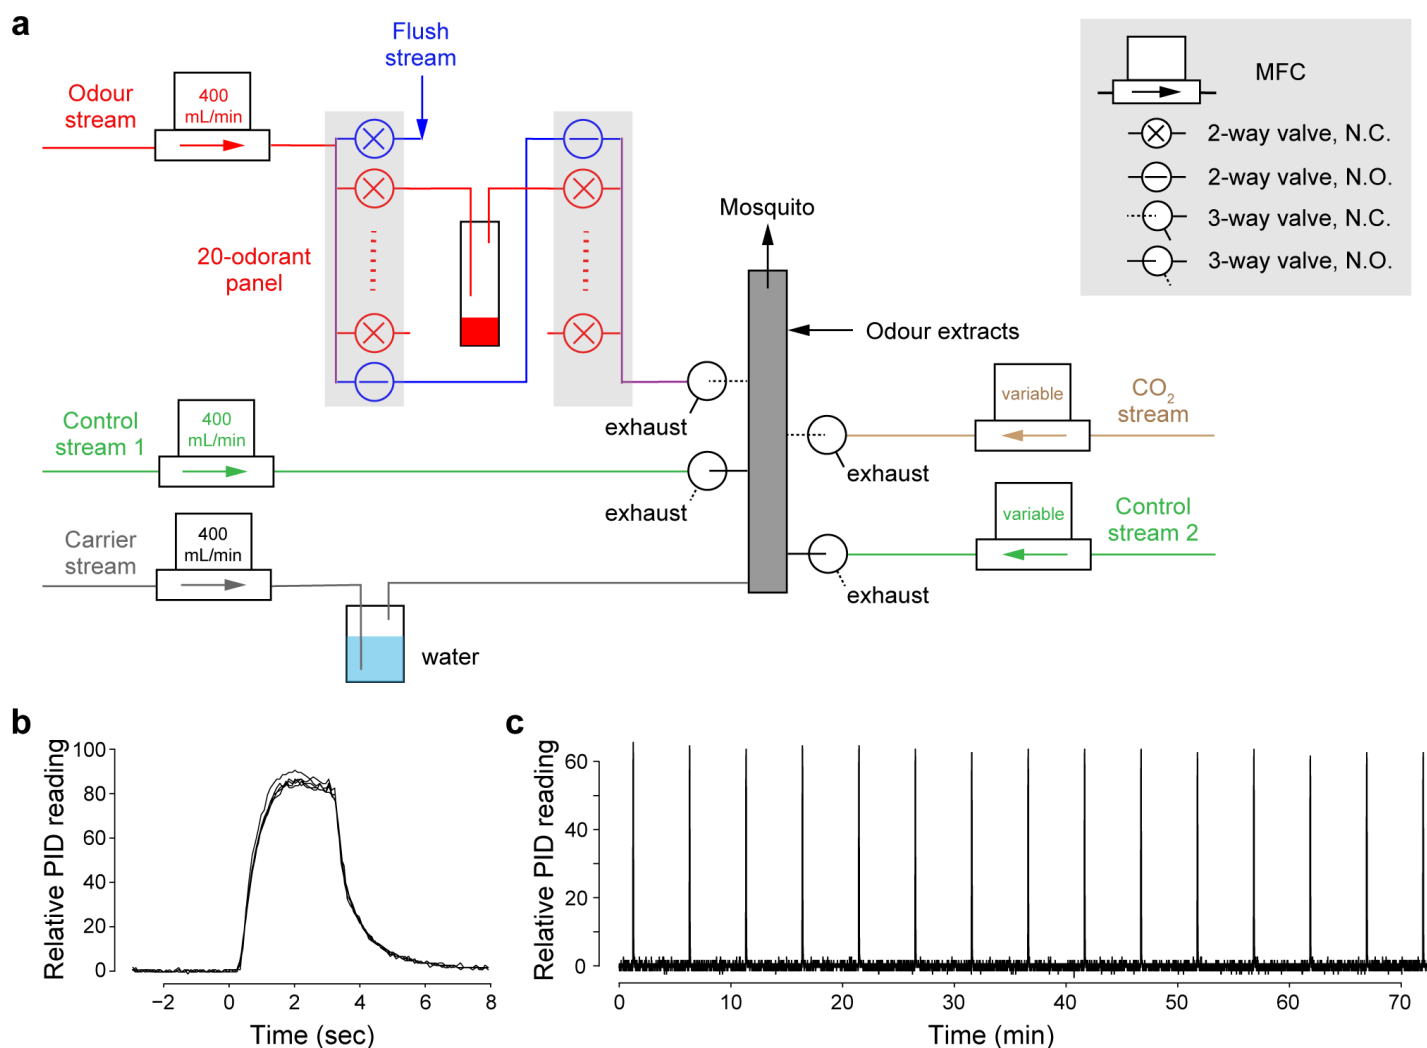 a
Flush
stream
Odour
stream
400
mL/min
20-odorant
panel
MFC
2-way valve, N.C.
2-way valve, N.O.
3-way valve, N.C.
3-way valve, N.O.
Mosquito
Odour extracts
exhaust
Control
stream 1
400
mL/min
exhaust
variable
CO₂
stream
exhaust
Carrier
stream
400
mL/min
variable
Control
stream 2
exhaust
water
b
Relative PID reading
100
80
60
40
20
0
−2
0
2
4
6
8
Time (sec)
c
Relative PID reading
60
40
20
0
0
10
20
30
40
50
60
70
Time (min)